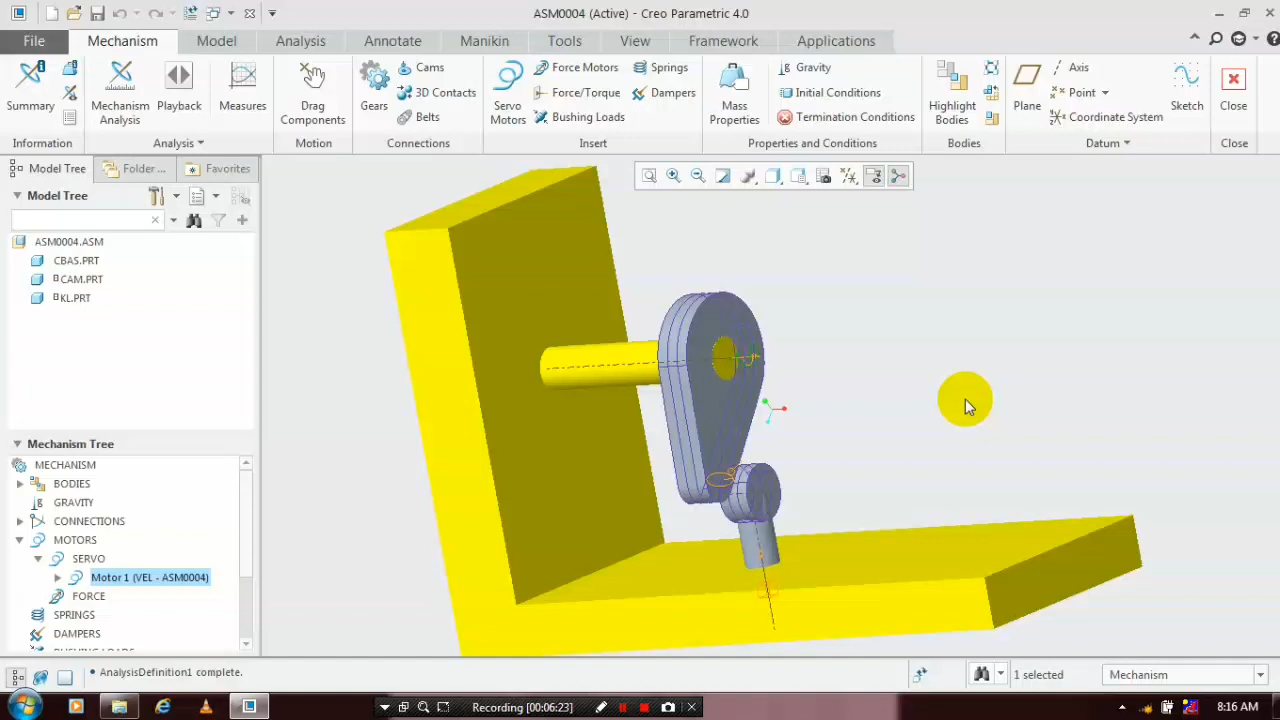 ASM0004 (Active) - Creo Parametric 4.0
File Mechanism Model Analysis Annotate Manikin Tools View Framework Applications
Summary
Mechanism Analysis
Playback
Measures
Drag Components
Gears
Cams
3D Contacts
Belts
Servo Motors
Force Motors
Force/Torque
Bushing Loads
Springs
Dampers
Mass Properties
Gravity
Initial Conditions
Termination Conditions
Highlight Bodies
Plane
Axis
Point
Coordinate System
Sketch
Close
Information Analysis Motion Connections Insert Properties and Conditions Bodies Datum Close
Model Tree Folder ... Favorites
Model Tree
ASM0004.ASM
CBAS.PRT
CAM.PRT
KL.PRT
Mechanism Tree
MECHANISM
BODIES
GRAVITY
CONNECTIONS
MOTORS
SERVO
Motor 1 (VEL - ASM0004)
FORCE
SPRINGS
DAMPERS
• AnalysisDefinition1 complete.
1 selected
Mechanism
Recording [00:06:23]
8:16 AM